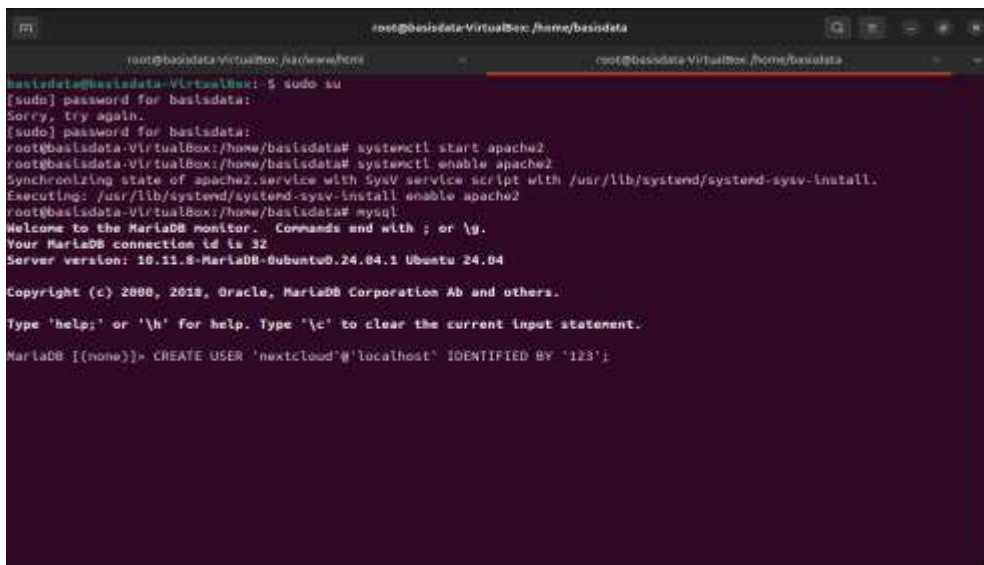 root@basisdata-VirtualBox: /home/basisdata
root@basisdata-VirtualBox: /var/www/html
root@basisdata-VirtualBox: /home/basisdata
basisdata@basisdata-VirtualBox:~$ sudo su
[sudo] password for basisdata:
Sorry, try again.
[sudo] password for basisdata:
root@basisdata-VirtualBox:/home/basisdata# systemctl start apache2
root@basisdata-VirtualBox:/home/basisdata# systemctl enable apache2
Synchronizing state of apache2.service with SysV service script with /usr/lib/systemd/systemd-sysv-install.
Executing: /usr/lib/systemd/systemd-sysv-install enable apache2
root@basisdata-VirtualBox:/home/basisdata# mysql
Welcome to the MariaDB monitor.  Commands end with ; or \g.
Your MariaDB connection id is 32
Server version: 10.11.8-MariaDB-0ubuntu0.24.04.1 Ubuntu 24.04
Copyright (c) 2000, 2018, Oracle, MariaDB Corporation Ab and others.
Type 'help;' or '\h' for help. Type '\c' to clear the current input statement.
MariaDB [(none)]> CREATE USER 'nextcloud'@'localhost' IDENTIFIED BY '123';